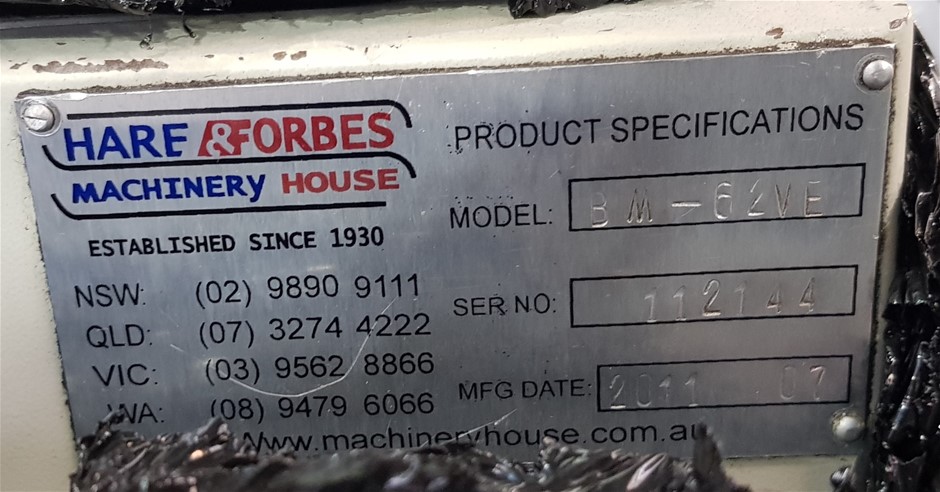 HARE &FORBES
MACHINERY HOUSE
ESTABLISHED SINCE 1930
NSW: (02) 9890 9111
QLD: (07) 3274 4222
VIC: (03) 9562 8866
WA: (08) 9479 6066
www.machineryhouse.com.au
PRODUCT SPECIFICATIONS
MODEL: BM-62VE
SER NO: 112144
MFG DATE: 2011 07